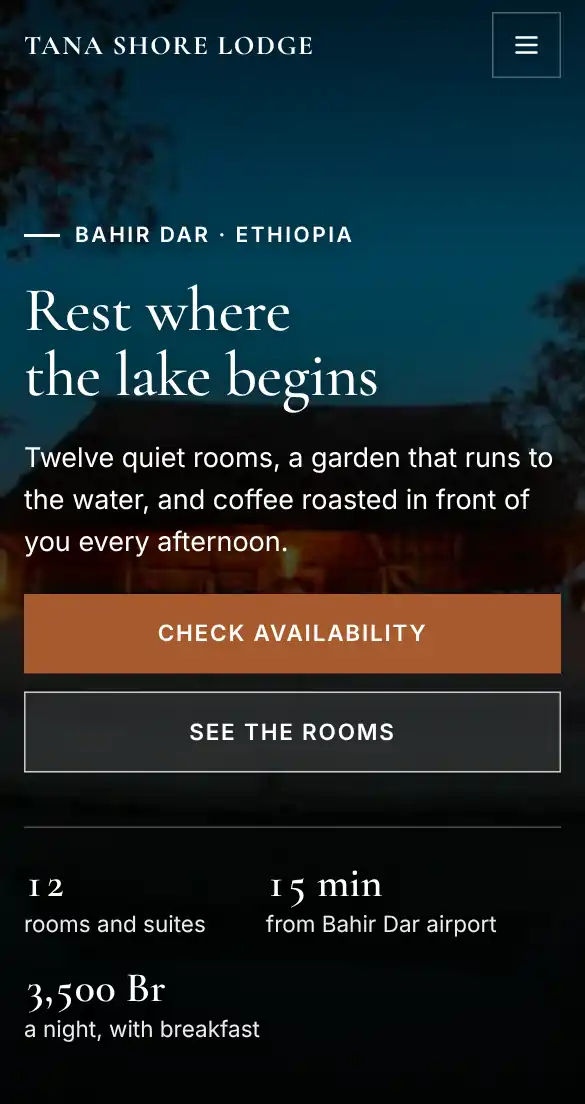 TANA SHORE LODGE
BAHIR DAR · ETHIOPIA
Rest where
the lake begins
Twelve quiet rooms, a garden that runs to
the water, and coffee roasted in front of
you every afternoon.
CHECK AVAILABILITY
SEE THE ROOMS
12
rooms and suites
15 min
from Bahir Dar airport
3,500 Br
a night, with breakfast